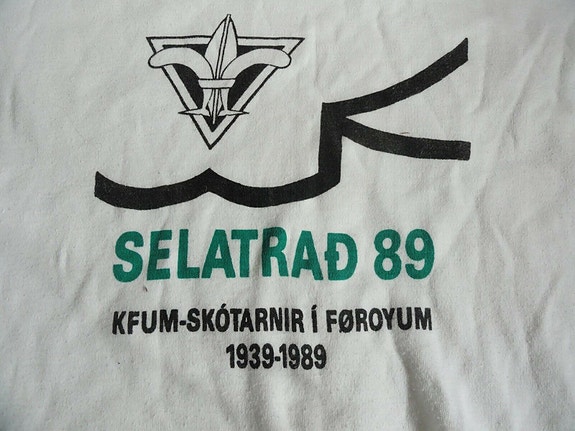 SELATRAÐ 89
KFUM-SKÓTARNIR Í FØROYUM
1939-1989